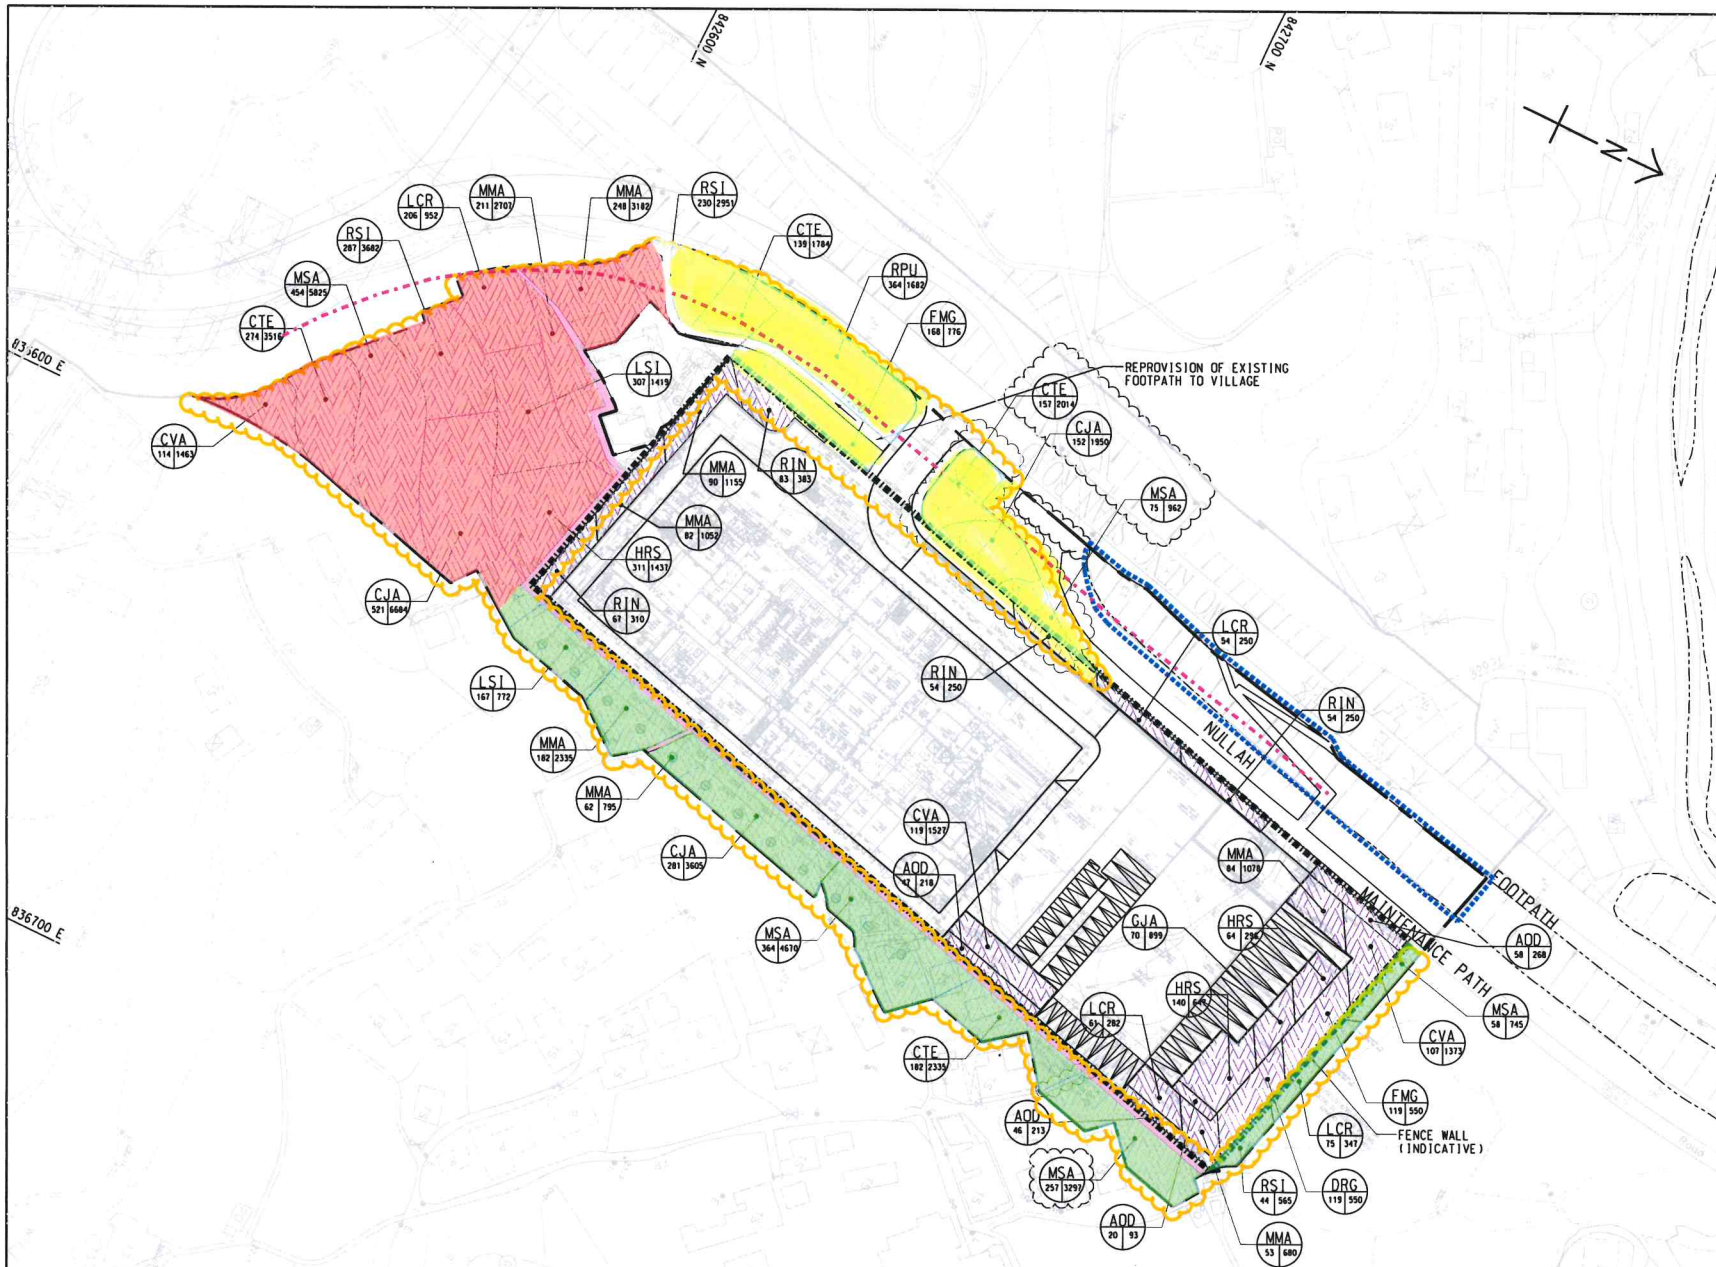 842600 N
842700 N
N
RSI
230 2951
MMA
248 3182
MMA
211 2707
LCR
206 952
RSI
287 3682
MSA
454 5825
CTE
274 3516
CVA
114 1463
CTE
139 1784
RPU
364 1682
FMG
168 776
LSI
307 1419
REPROVISION OF EXISTING
FOOTPATH TO VILLAGE
CTE
157 2014
CJA
152 1950
MSA
75 962
MMA
90 1155
RIN
83 383
MMA
82 1052
HRS
311 1437
RIN
67 310
CJA
521 6684
LSI
167 772
MMA
182 2335
MMA
62 795
CJA
281 3605
MSA
364 4670
RIN
54 250
LCR
54 250
RIN
54 250
NULLAH
CVA
119 1527
AOD
47 218
MMA
84 1078
GJA
70 899
HRS
64
HRS
140
LCR
61 282
FOOTPATH
MAINTENANCE PATH
AOD
58 268
MSA
58 745
CVA
107 1373
FMG
119 550
FENCE WALL
(INDICATIVE)
LCR
75 347
DRG
119 550
RSI
44 565
MMA
53 680
CTE
182 2335
AOD
46 213
MSA
257 3297
AOD
20 93
836700 E